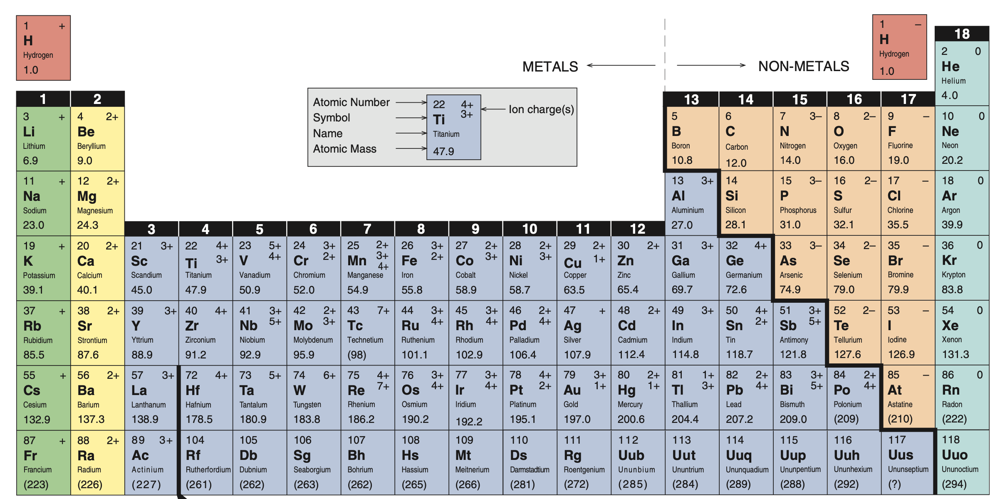 1 + 1 – 18
H H 2 0
Hydrogen METALS NON-METALS Hydrogen He
1.0 1.0 Helium
1 2 Atomic Number 22 4+ 13 14 15 16 17 4.0
Symbol Ti 3+ Ion charge(s)
Name Titanium
Atomic Mass 47.9
3 + 4 2+ 5 6 7 3– 8 2– 9 – 10 0
Li Be B C N O F Ne
Lithium Beryllium Boron Carbon Nitrogen Oxygen Fluorine Neon
6.9 9.0 10.8 12.0 14.0 16.0 19.0 20.2
11 + 12 2+ 13 3+ 14 15 3– 16 2– 17 – 18 0
Na Mg Al Si P S Cl Ar
Sodium Magnesium Aluminium Silicon Phosphorus Sulfur Chlorine Argon
23.0 24.3 3 4 5 6 7 8 9 10 11 12 27.0 28.1 31.0 32.1 35.5 39.9
19 + 20 2+ 21 3+ 22 4+ 23 5+ 24 3+ 25 2+ 26 3+ 27 2+ 28 2+ 29 2+ 30 2+ 31 3+ 32 4+ 33 3– 34 2– 35 – 36 0
K Ca Sc Ti 3+ V 4+ Cr 2+ Mn 3+ 4+ Fe 2+ Co 3+ Ni 3+ Cu 1+ Zn Ga Ge As Se Br Kr
Potassium Calcium Scandium Titanium Vanadium Chromium Manganese Iron Cobalt Nickel Copper Zinc Gallium Germanium Arsenic Selenium Bromine Krypton
39.1 40.1 45.0 47.9 50.9 52.0 54.9 55.8 58.9 58.7 63.5 65.4 69.7 72.6 74.9 79.0 79.9 83.8
37 + 38 2+ 39 3+ 40 4+ 41 3+ 42 2+ 43 7+ 44 3+ 45 3+ 46 2+ 47 + 48 2+ 49 3+ 50 4+ 51 3+ 52 2– 53 – 54 0
Rb Sr Y Zr Nb 5+ Mo 3+ Tc Ru 4+ Rh 4+ Pd 4+ Ag Cd In Sn 2+ Sb 5+ Te I Xe
Rubidium Strontium Yttrium Zirconium Niobium Molybdenum Technetium Ruthenium Rhodium Palladium Silver Cadmium Indium Tin Antimony Tellurium Iodine Xenon
85.5 87.6 88.9 91.2 92.9 95.9 (98) 101.1 102.9 106.4 107.9 112.4 114.8 118.7 121.8 127.6 126.9 131.3
55 + 56 2+ 57 3+ 72 4+ 73 5+ 74 6+ 75 4+ 76 3+ 77 3+ 78 4+ 79 3+ 80 2+ 81 1+ 82 2+ 83 3+ 84 2+ 85 – 86 0
Cs Ba La Hf Ta W Re 7+ Os 4+ Ir 4+ Pt 2+ Au 1+ Hg 1+ Tl 3+ Pb 4+ Bi 5+ Po 4+ At Rn
Cesium Barium Lanthanum Hafnium Tantalum Tungsten Rhenium Osmium Iridium Platinum Gold Mercury Thallium Lead Bismuth Polonium Astatine Radon
132.9 137.3 138.9 178.5 180.9 183.8 186.2 190.2 192.2 195.1 197.0 200.6 204.4 207.2 209.0 (209) (210) (222)
87 + 88 2+ 89 3+ 104 105 106 107 108 109 110 111 112 113 114 115 116 117 118
Fr Ra Ac Rf Db Sg Bh Hs Mt Ds Rg Uub Uut Uuq Uup Uuh Uus Uuo
Francium Radium Actinium Rutherfordium Dubnium Seaborgium Bohrium Hassium Meitnerium Darmstadtium Roentgenium Ununbium Ununtrium Ununquadium Ununpentium Ununhexium Ununseptium Ununoctium
(223) (226) (227) (261) (262) (263) (262) (265) (266) (281) (272) (285) (284) (289) (288) (292) (?) (294)